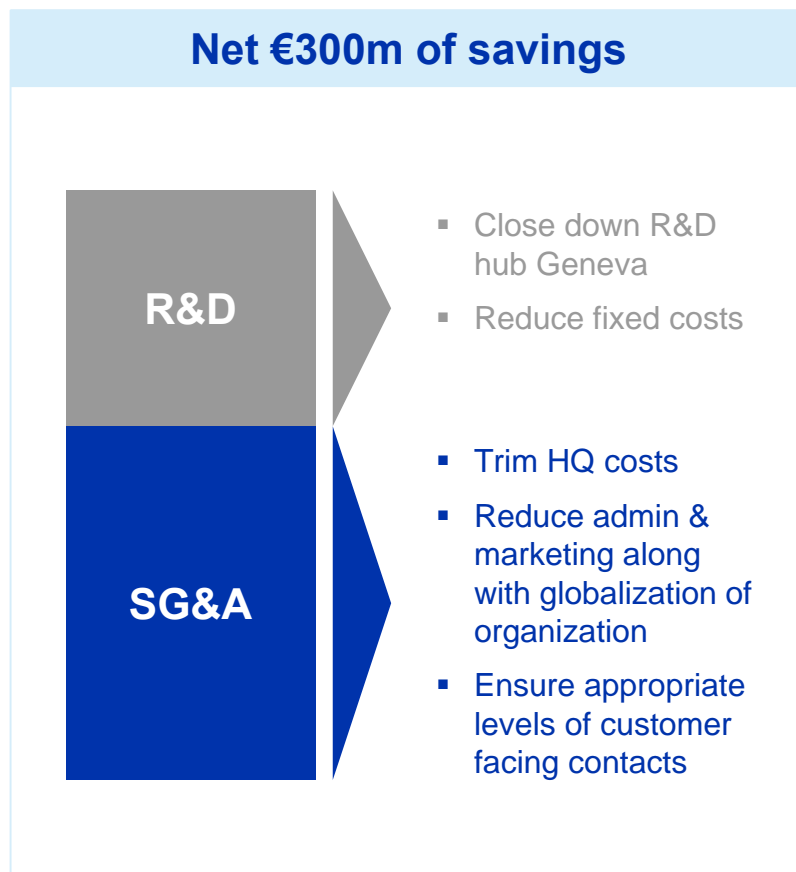 Net €300m of savings
R&D
▪ Close down R&D
hub Geneva
▪ Reduce fixed costs
SG&A
▪ Trim HQ costs
▪ Reduce admin &
marketing along
with globalization of
organization
▪ Ensure appropriate
levels of customer
facing contacts